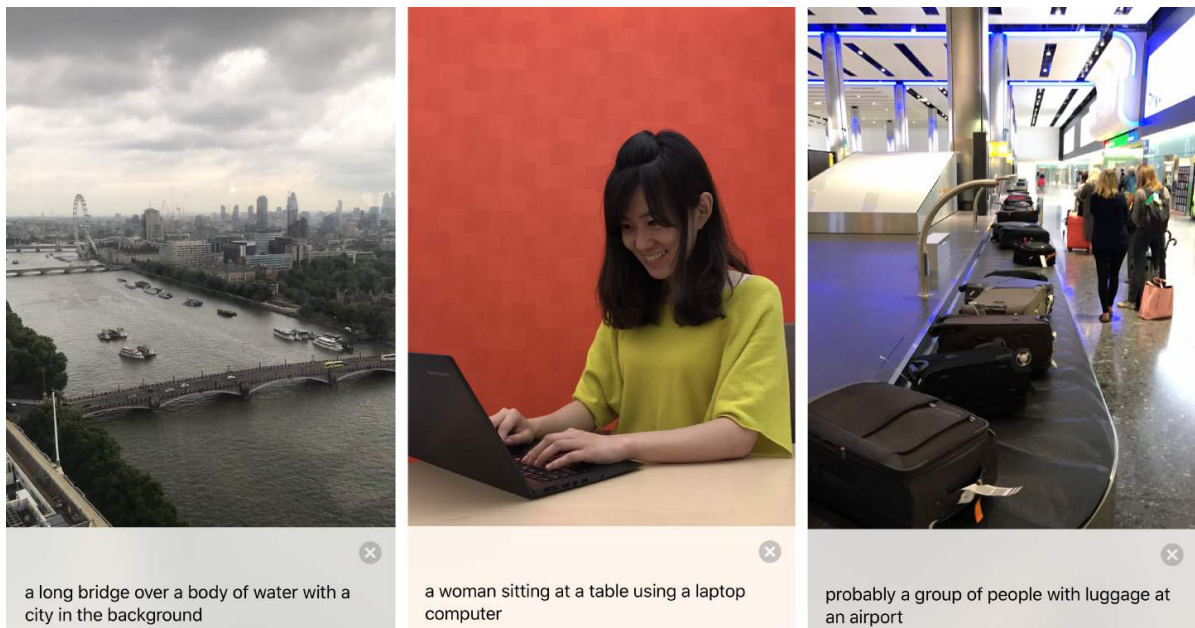 a long bridge over a body of water with a
city in the background
a woman sitting at a table using a laptop
computer
probably a group of people with luggage at
an airport